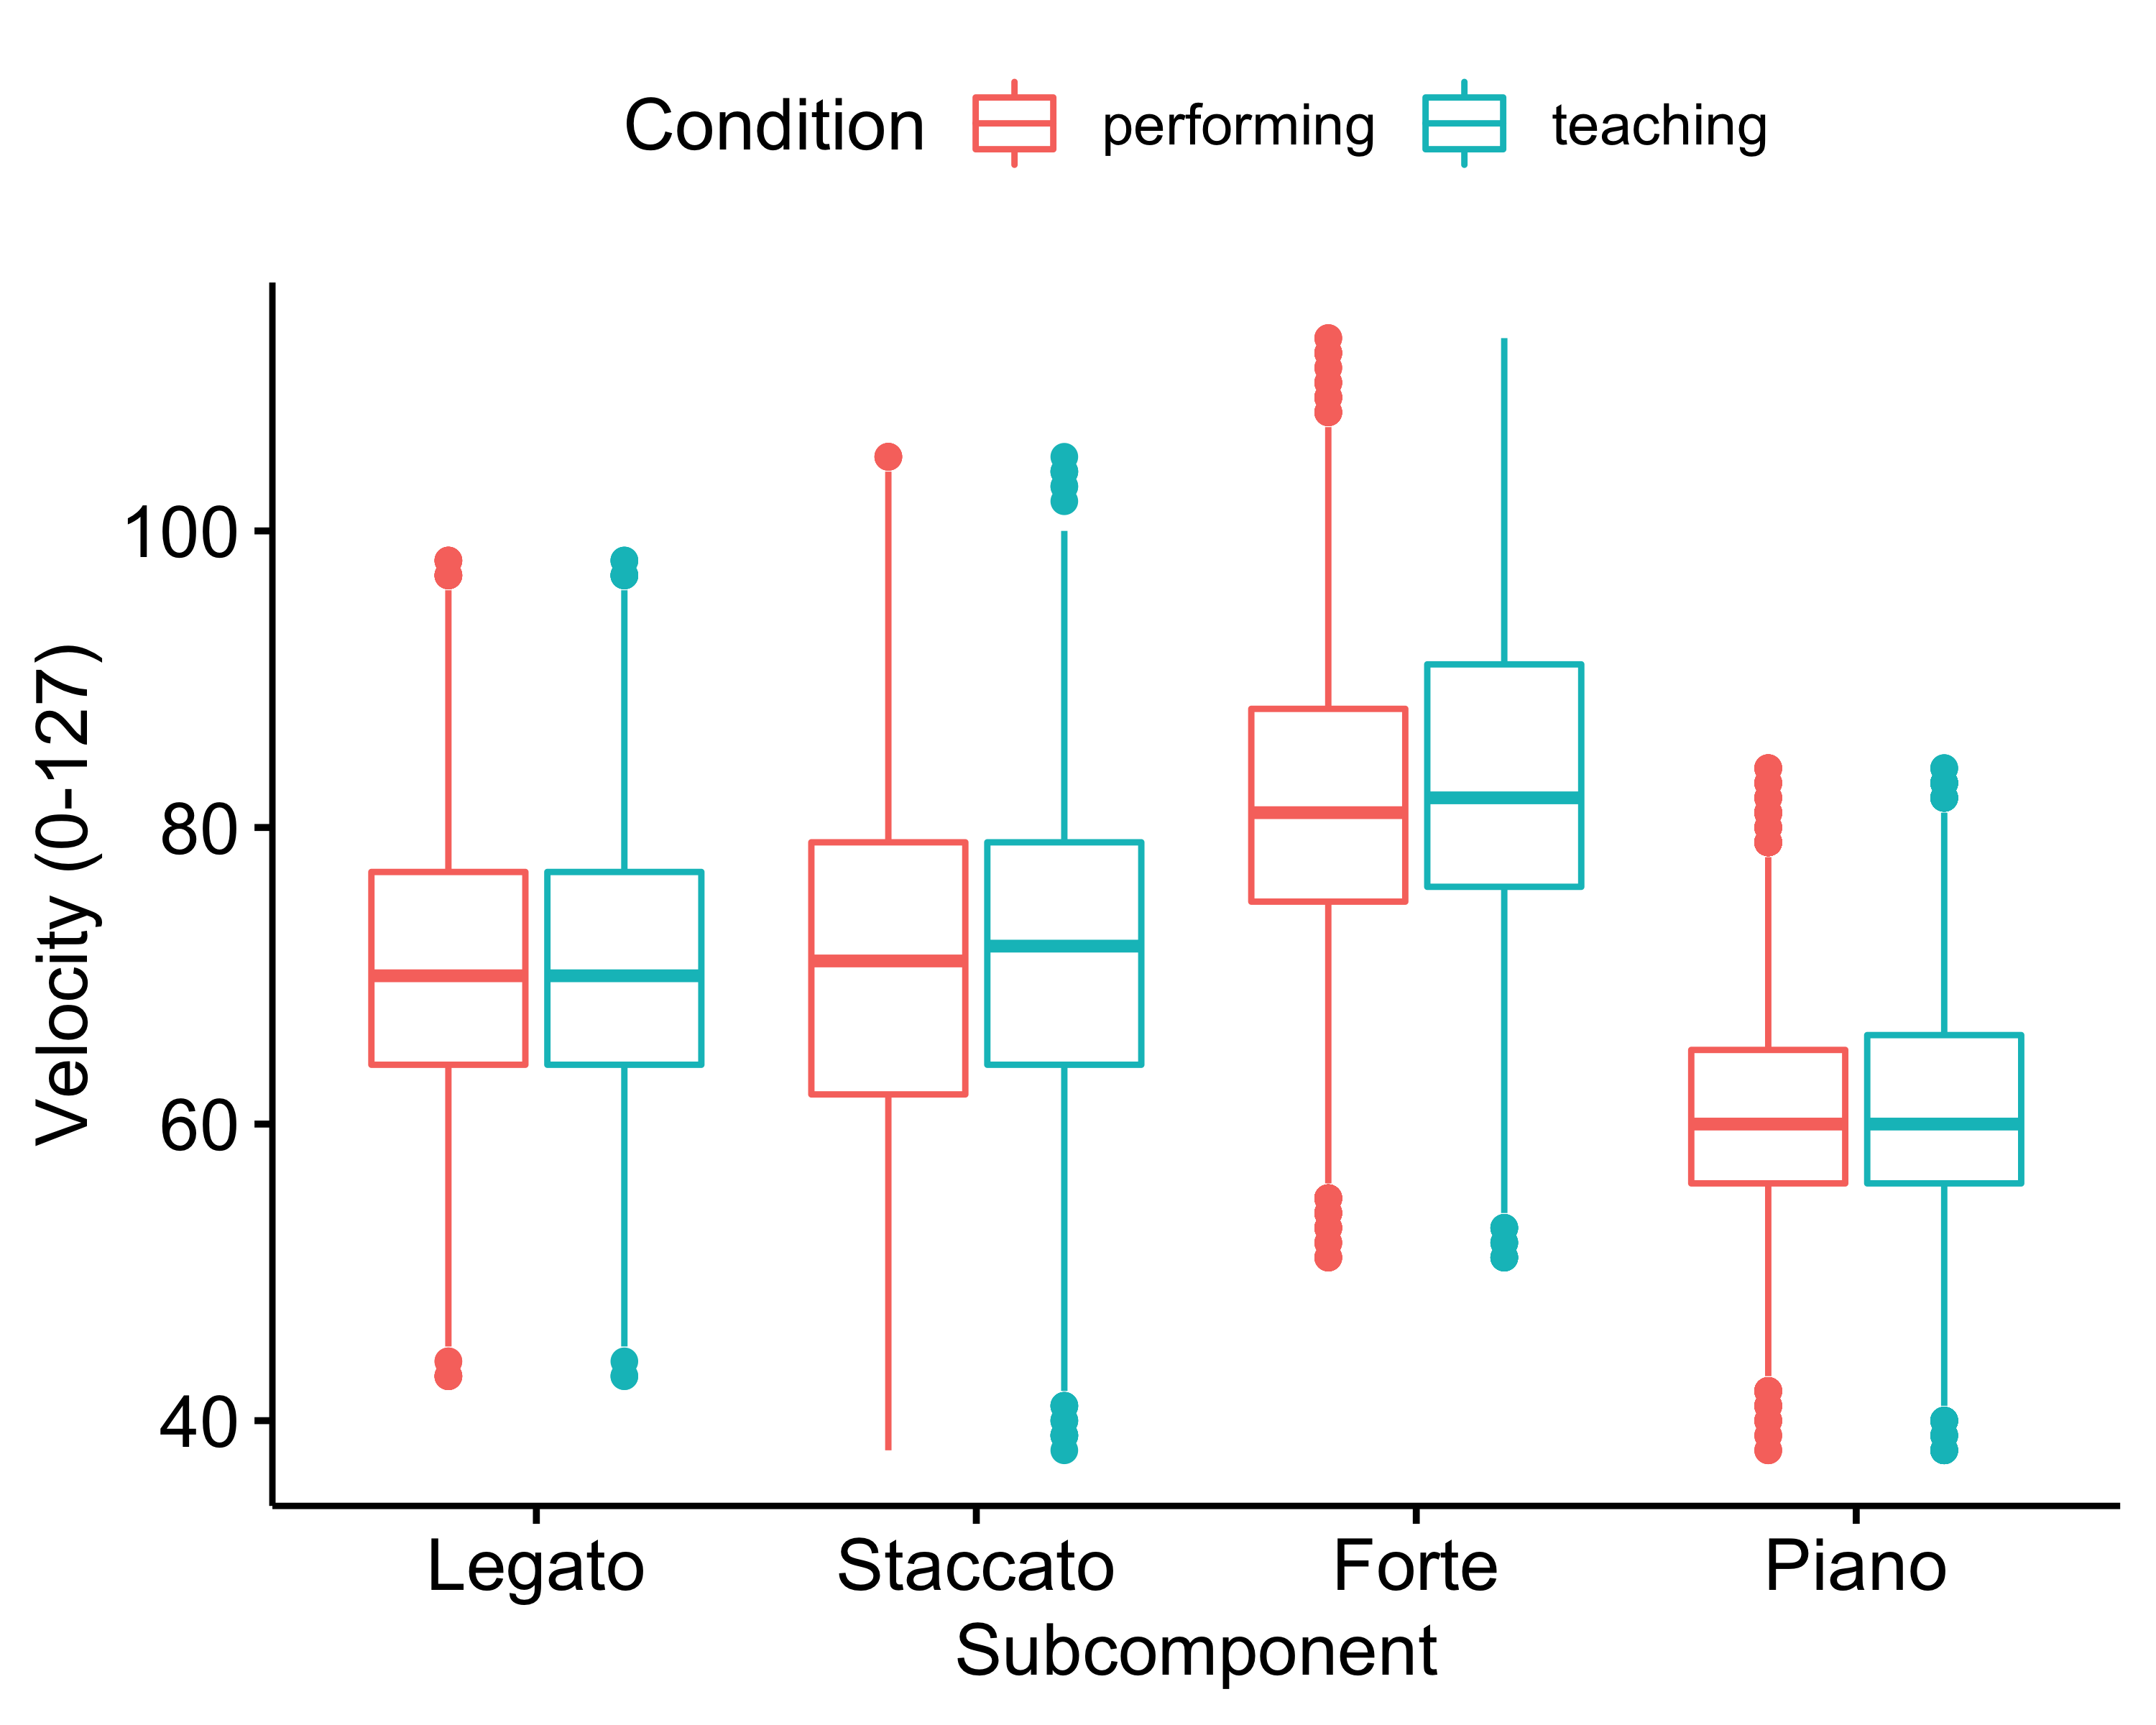 Condition performing teaching
Velocity (0-127)
100
80
60
40
Legato Staccato Forte Piano
Subcomponent